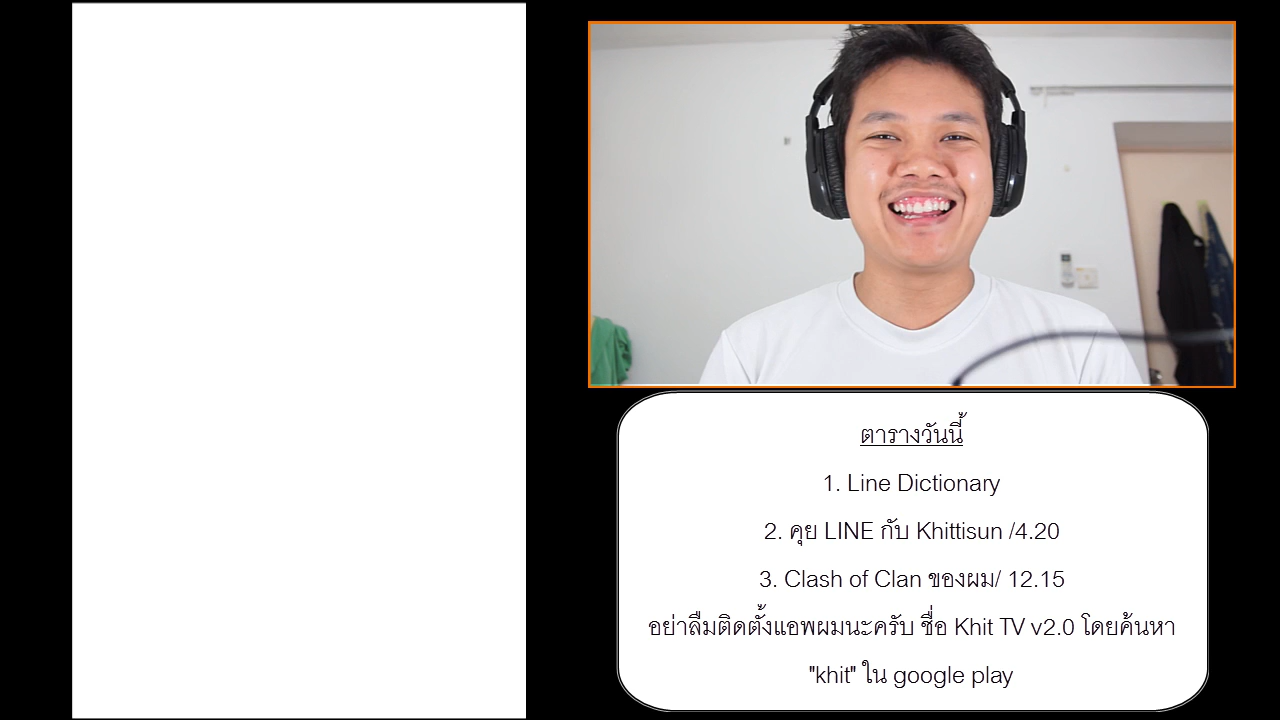 ตารางวันนี้
1. Line Dictionary
2. คุย LINE กับ Khittisun /4.20
3. Clash of Clan ของผม/ 12.15
อย่าลืมติดตั้งแอพผมนะครับ ชื่อ Khit TV v2.0 โดยค้นหา
"khit" ใน google play